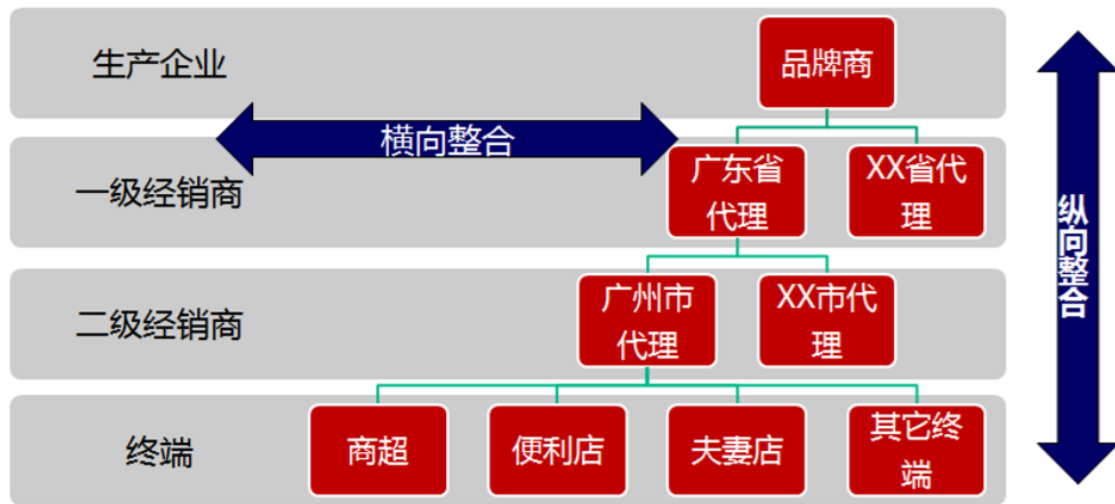 生产企业
品牌商
横向整合
一级经销商
广东省
代理
XX省代
理
纵向整合
二级经销商
广州市
代理
XX市代
理
终端
商超
便利店
夫妻店
其它终
端